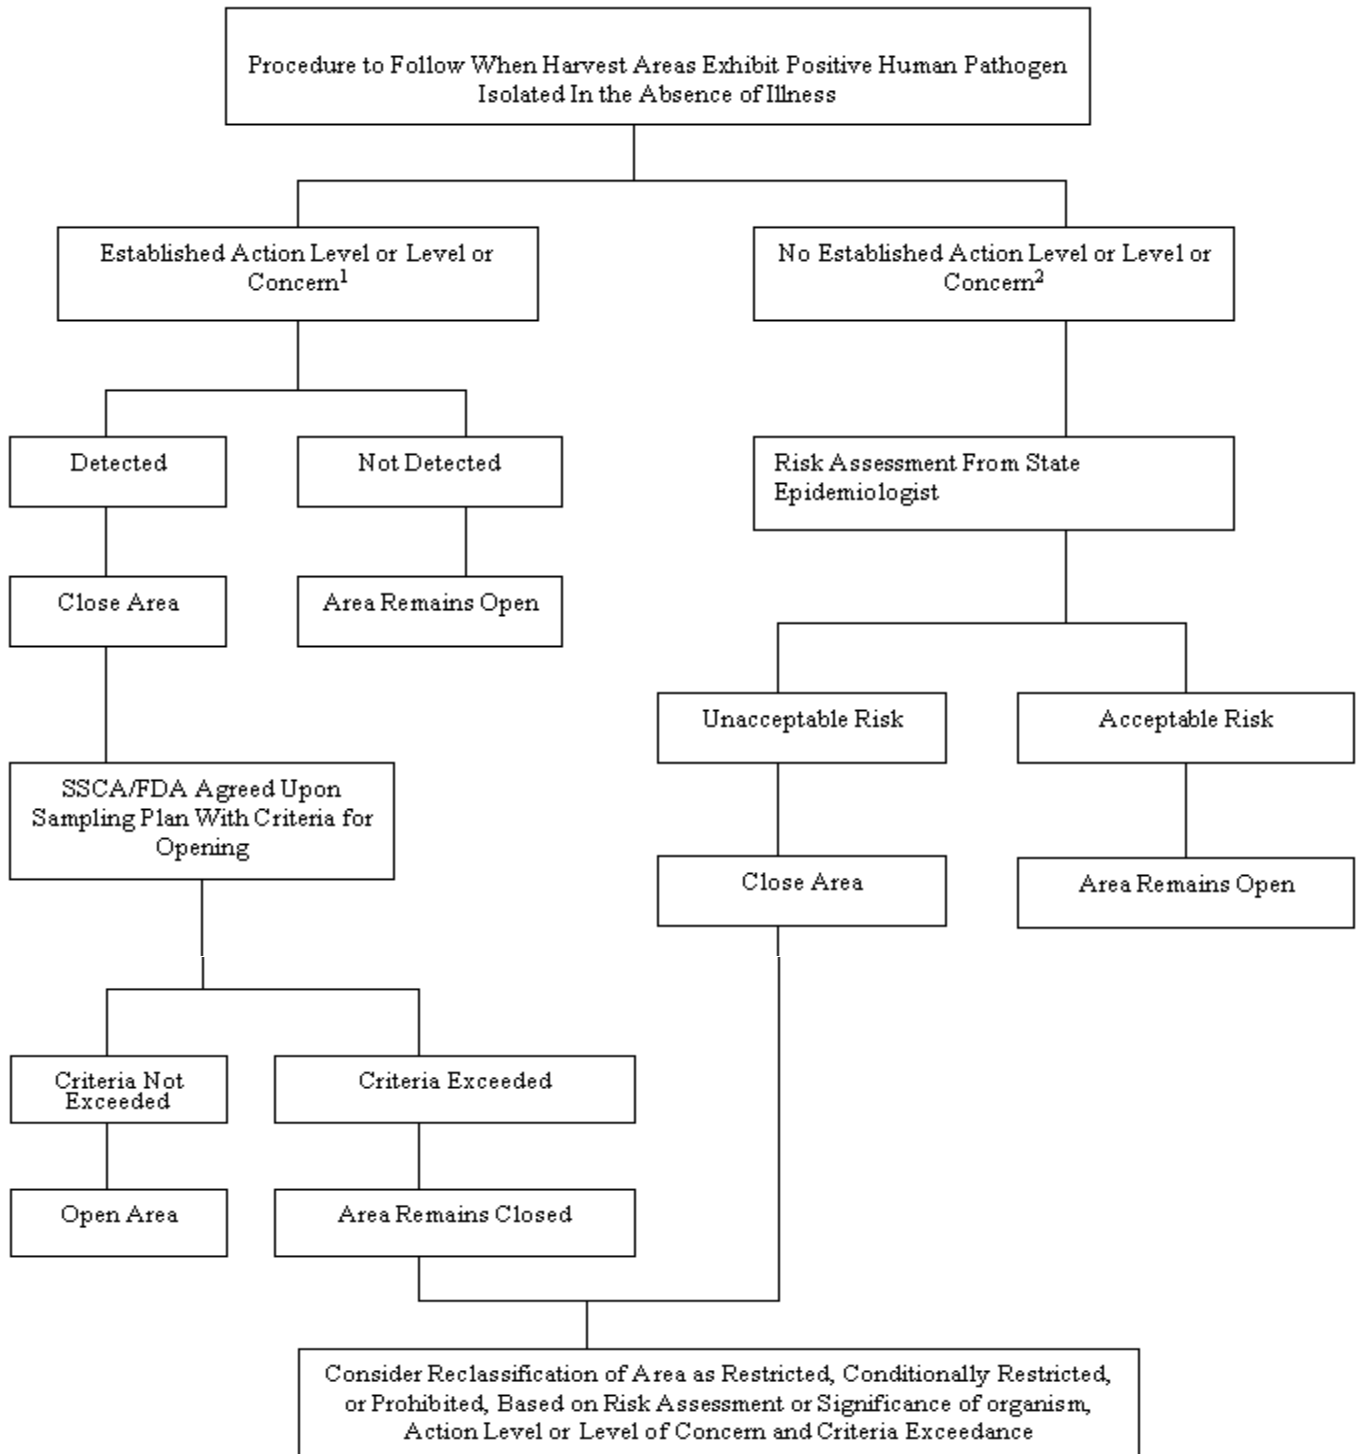 Procedure to Follow When Harvest Areas Exhibit Positive Human Pathogen
Isolated In the Absence of Illness
Established Action Level or Level or
Concern¹
No Established Action Level or Level or
Concern²
Detected
Not Detected
Risk Assessment From State
Epidemiologist
Close Area
Area Remains Open
Unacceptable Risk
Acceptable Risk
SSCA/FDA Agreed Upon
Sampling Plan With Criteria for
Opening
Close Area
Area Remains Open
Criteria Not
Exceeded
Criteria Exceeded
Open Area
Area Remains Closed
Consider Reclassification of Area as Restricted, Conditionally Restricted,
or Prohibited, Based on Risk Assessment or Significance of organism,
Action Level or Level of Concern and Criteria Exceedance